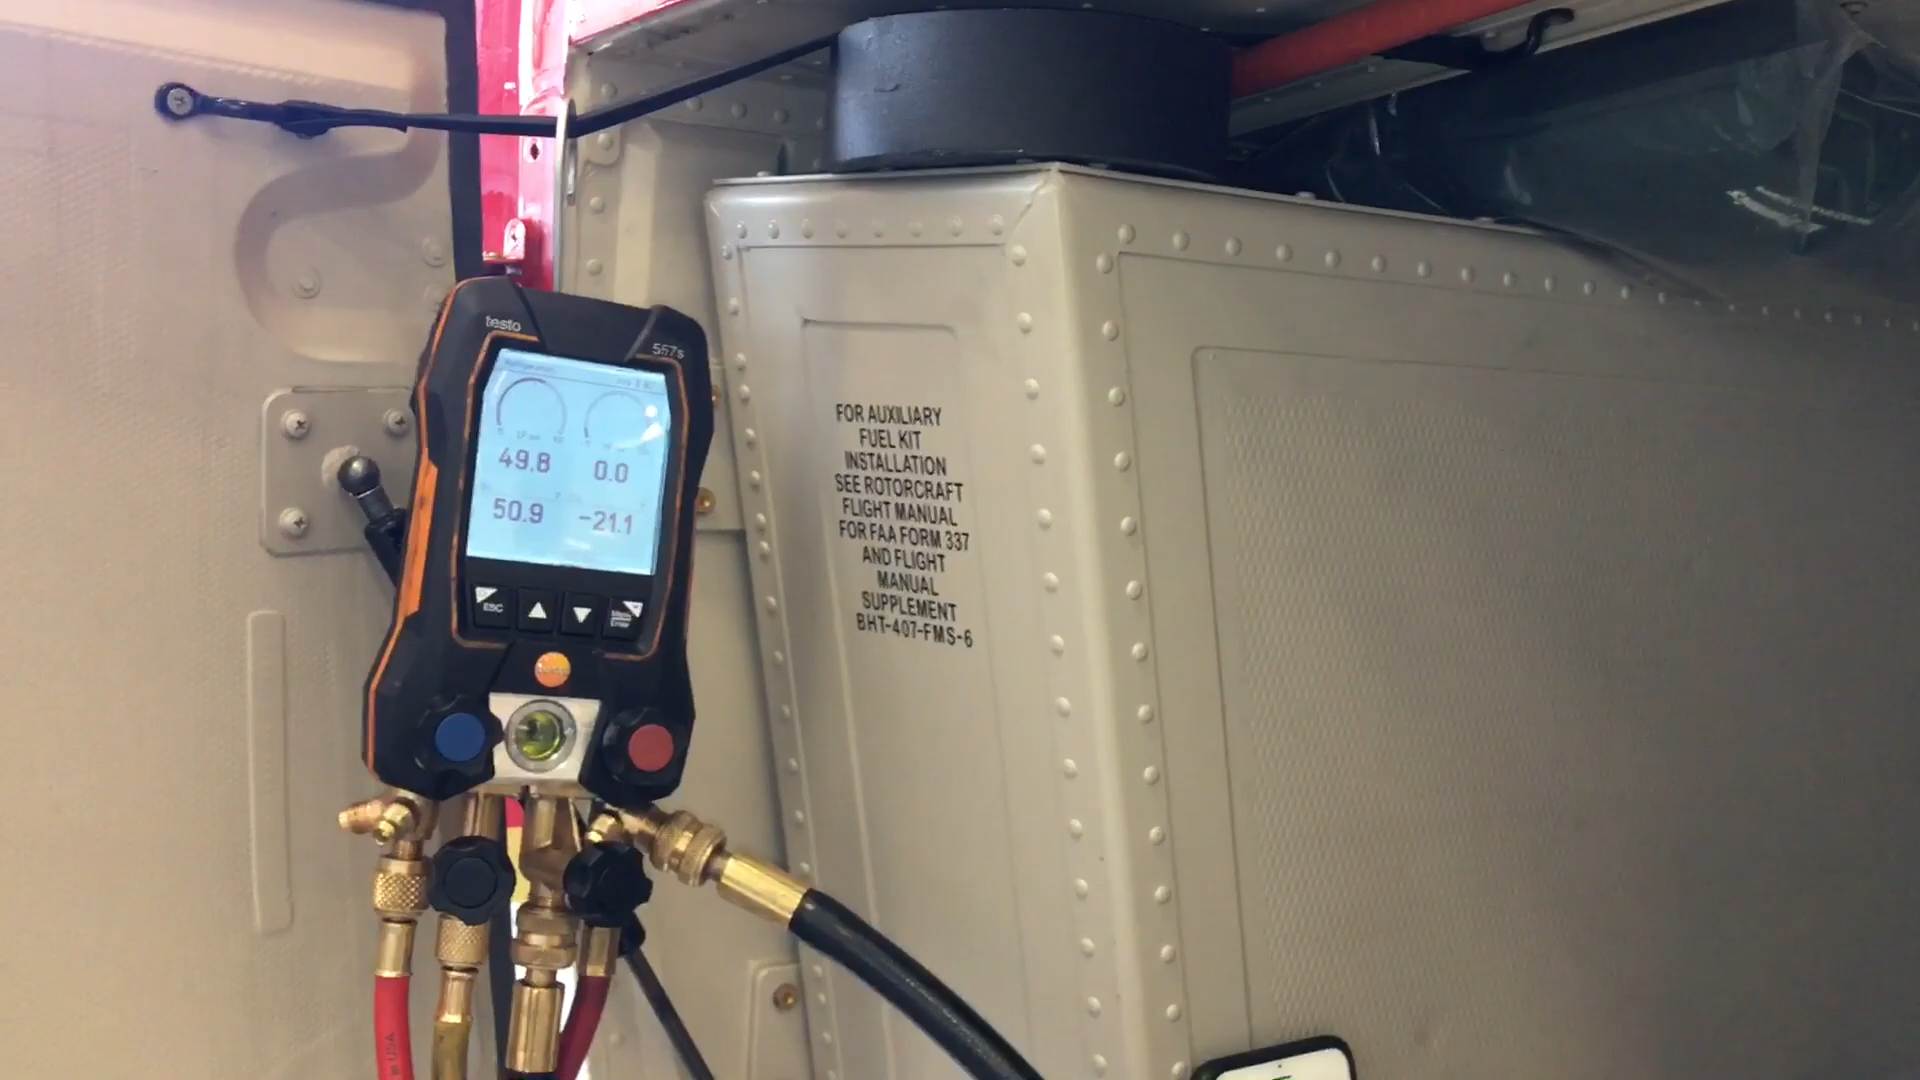 testo
557s
49.8
0.0
50.9
-21.1
ESC
FOR AUXILIARY
FUEL KIT
INSTALLATION
SEE ROTORCRAFT
FLIGHT MANUAL
FOR FAA FORM 337
AND FLIGHT
MANUAL
SUPPLEMENT
BHT-407-FMS-6
USA